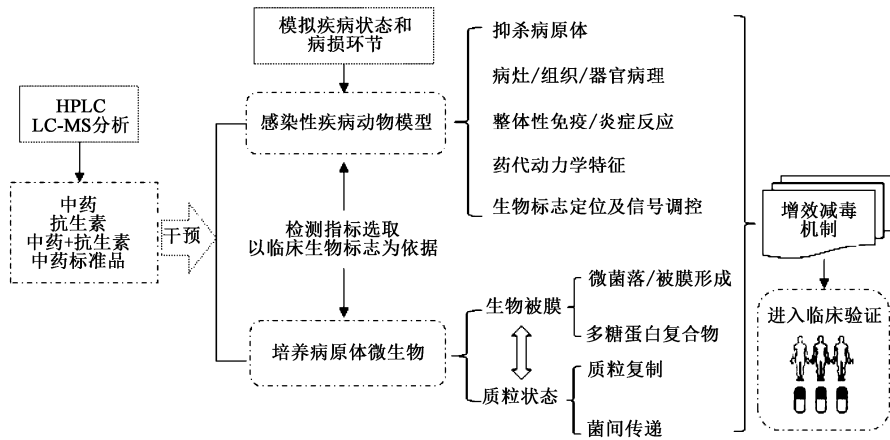 HPLC
LC-MS分析
中药
抗生素
中药+抗生素
中药标准品
干预
模拟疾病状态和
病损环节
感染性疾病动物模型
检测指标选取
以临床生物标志为依据
培养病原体微生物
抑杀病原体
病灶/组织/器官病理
整体性免疫/炎症反应
药代动力学特征
生物标志定位及信号调控
生物被膜
微菌落/被膜形成
多糖蛋白复合物
质粒状态
质粒复制
菌间传递
增效减毒
机制
进入临床验证